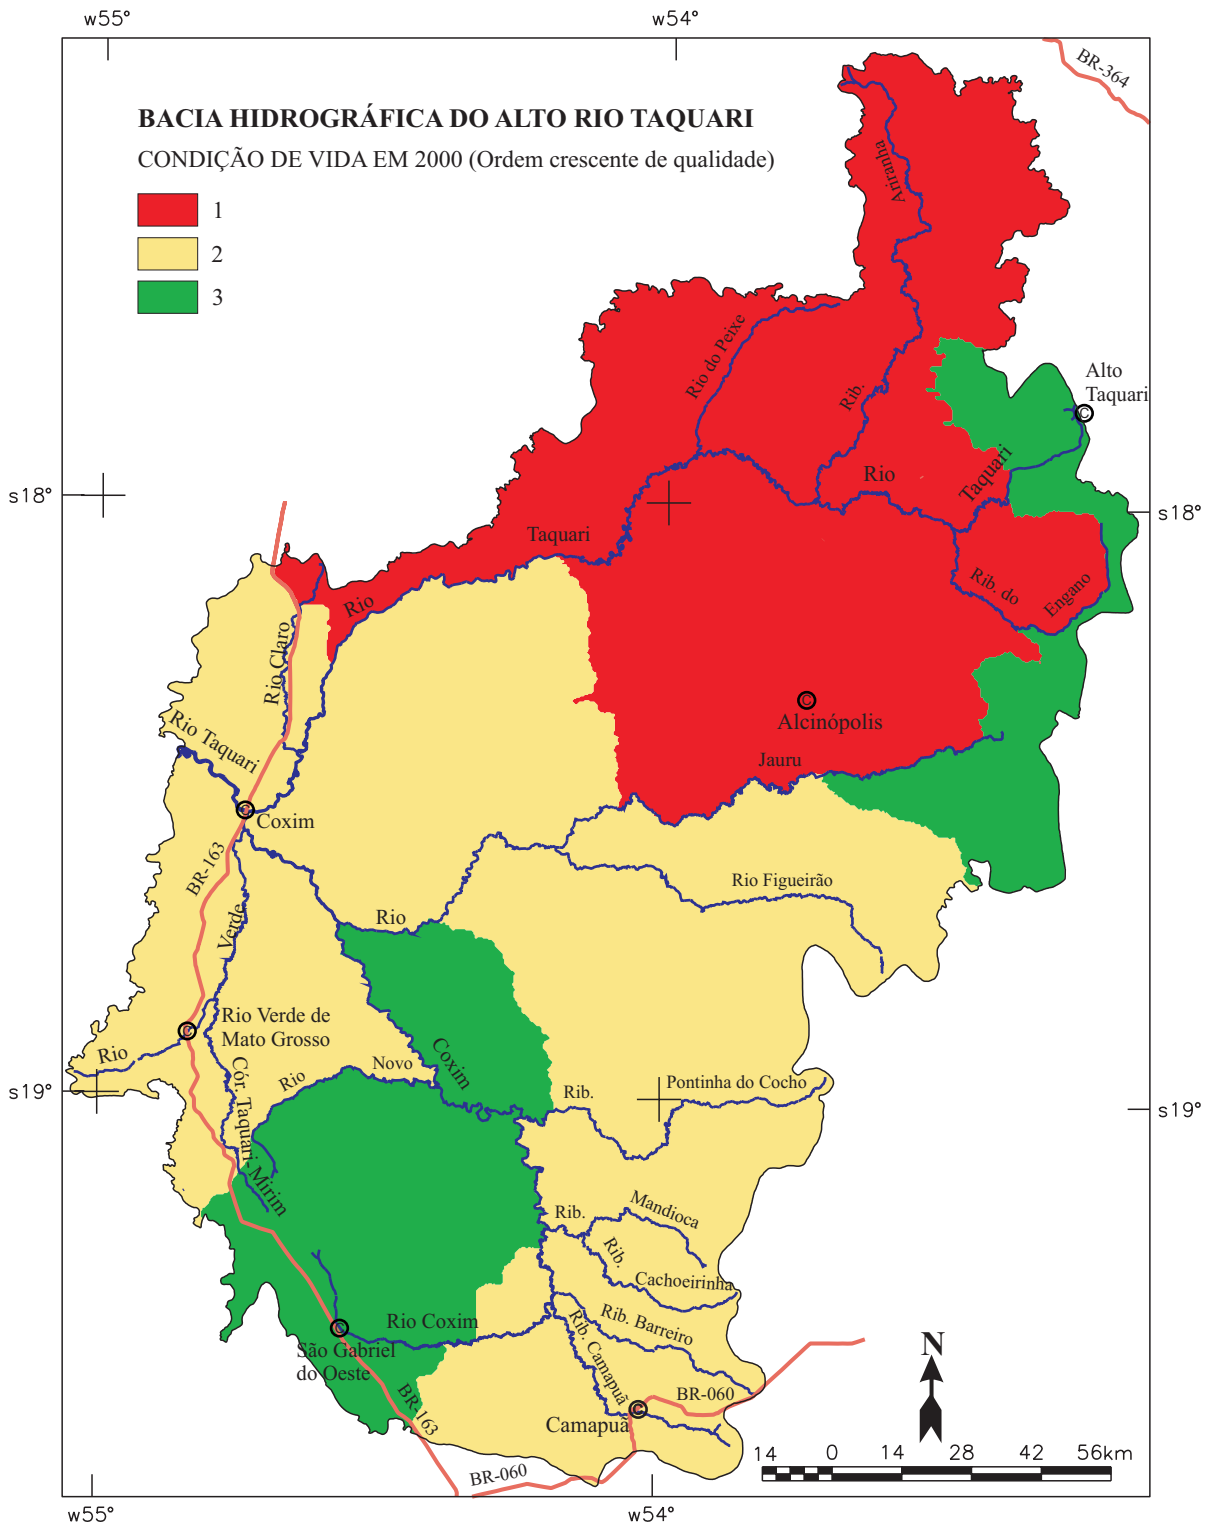 w55°
w54°
BR-364
BACIA HIDROGRÁFICA DO ALTO RIO TAQUARI
CONDIÇÃO DE VIDA EM 2000 (Ordem crescente de qualidade)
1
2
3
Ariranha
Rio do Peixe
Rib.
Alto
Taquari
C
s18°
Rio
Taquari
s18°
Taquari
Rio
Rib. do
Engano
Rio Claro
C
Alcinópolis
Rio Taquari
Jauru
C
Coxim
BR-163
Rio Figueirão
Verde
Rio
Rio Verde de
Mato Grosso
C
Rio
Coxim
Novo
Rio
Cór. Taquari-Mirim
Rib.
Pontinha do Cocho
s19°
s19°
Rib.
Mandioca
Rib.
Cachoeirinha
Rio Coxim
Rib. Barreiro
Rib. Camapuã
C
São Gabriel
do Oeste
BR-163
BR-060
C
Camapuã
N
BR-060
14 0 14 28 42 56km
w55°
w54°